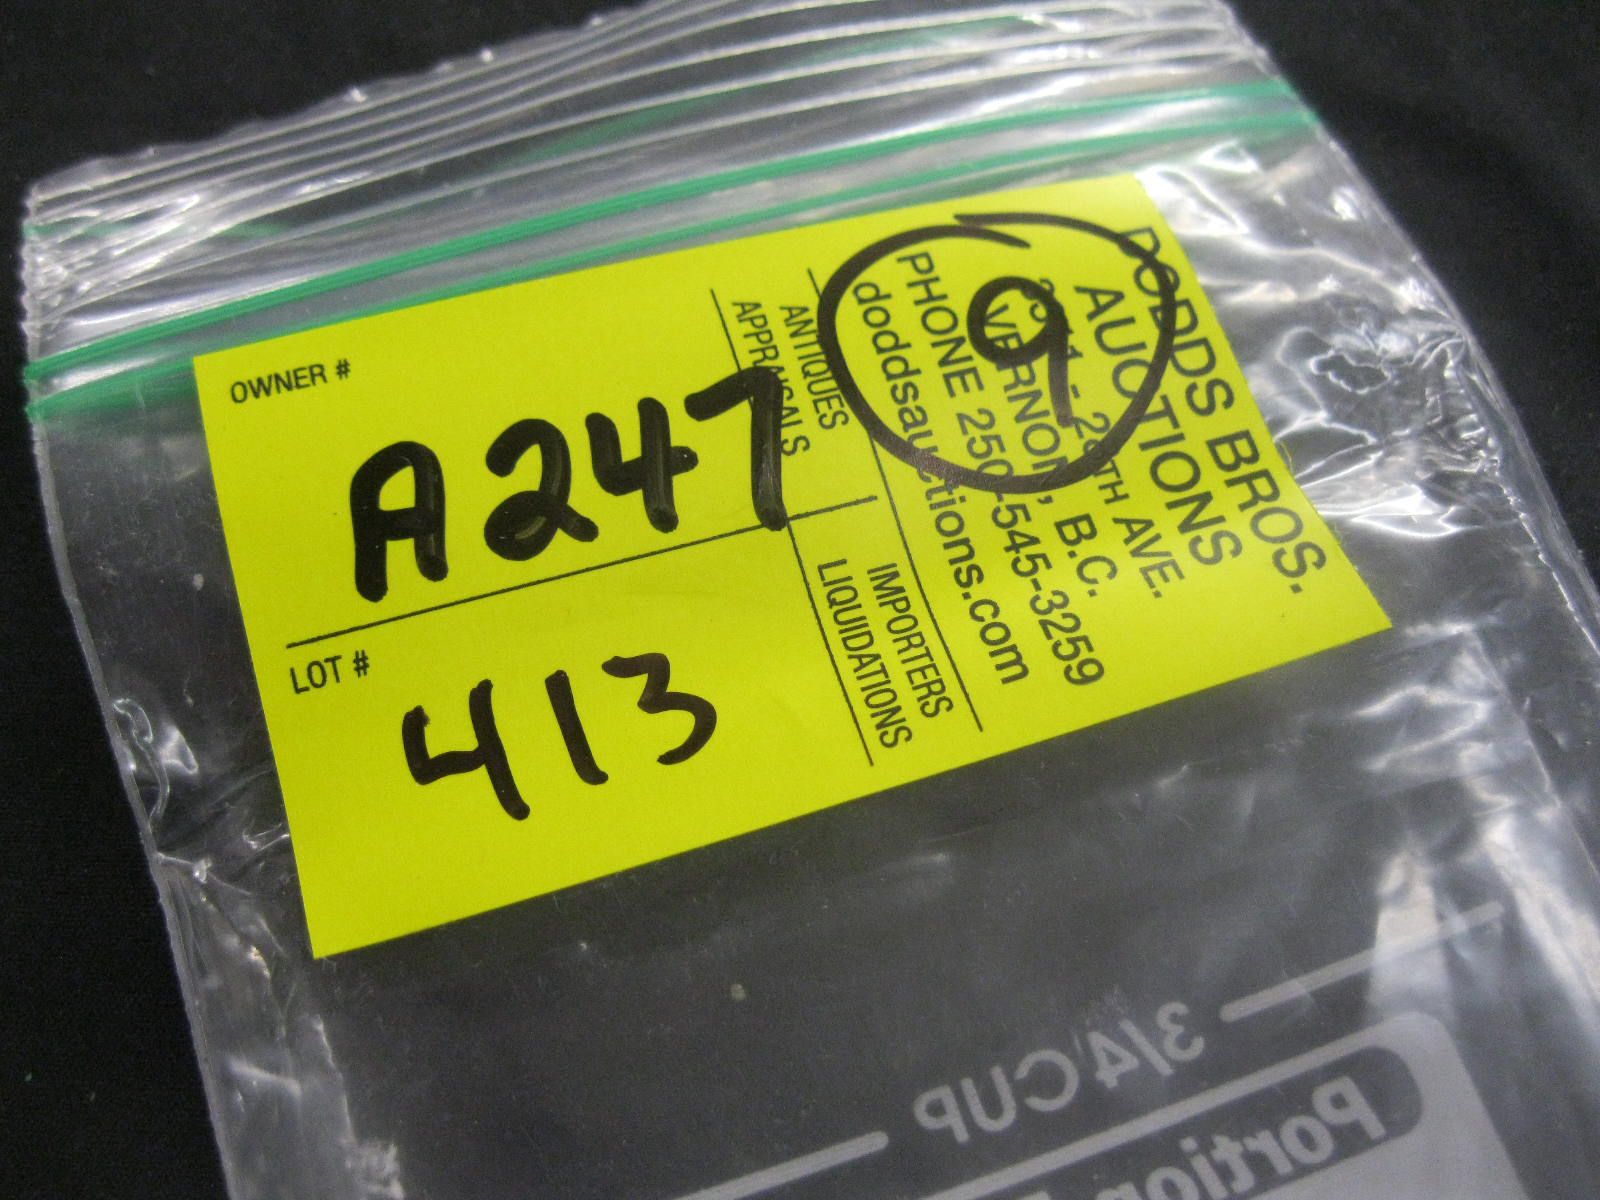 OWNER #
A247
LOT #
413
ANTIQUES
APPRAISALS
IMPORTERS
LIQUIDATIONS
9
DODDS BROS.
AUCTIONS
AVE.
VERNON, B.C.
PHONE 250-545-3259
doddsauctions.com
3/4 CUP
Portion